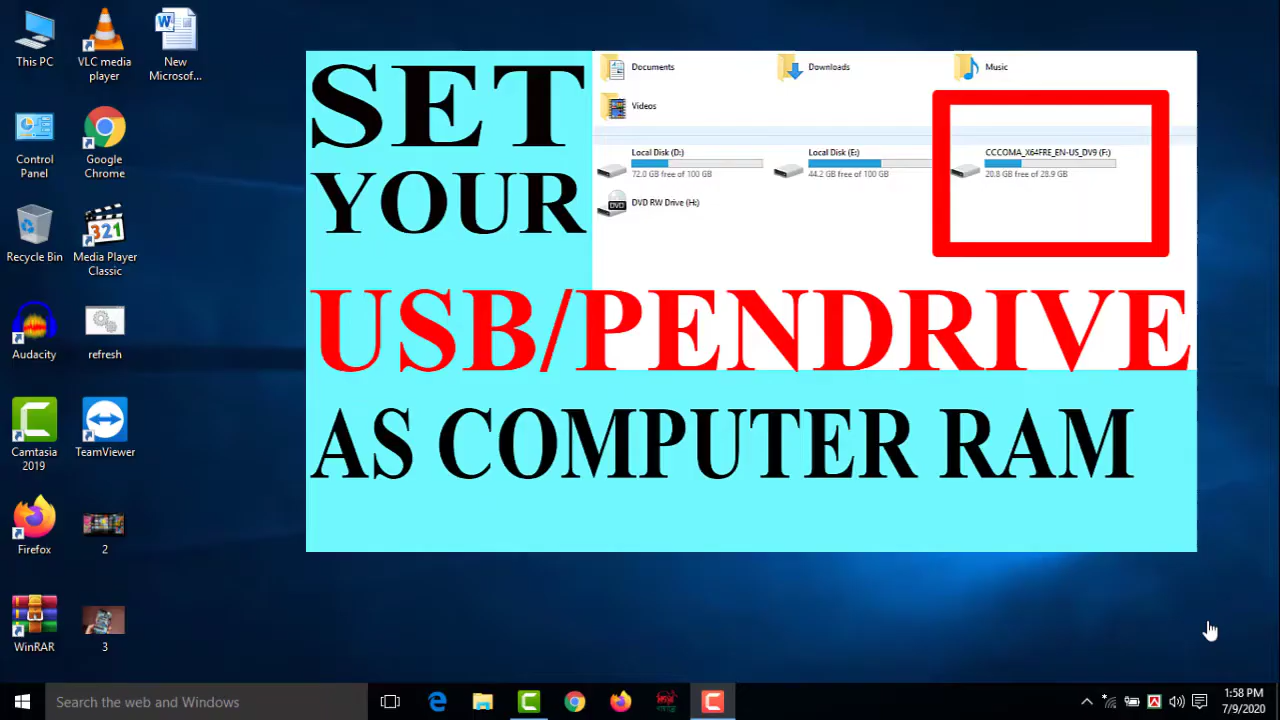 This PC
VLC media
player
New
Microsoft...
Control
Panel
Google
Chrome
Recycle Bin
Media Player
Classic
321
Audacity
refresh
Camtasia
2019
TeamViewer
Firefox
2
WinRAR
3
SET
YOUR
USB/PENDRIVE
AS COMPUTER RAM
Documents
Downloads
Music
Videos
Local Disk (D:)
72.0 GB free of 100 GB
Local Disk (E:)
44.2 GB free of 100 GB
CCCOMA_X64FRE_EN-US_DV9 (F:)
20.8 GB free of 28.9 GB
DVD
DVD RW Drive (H:)
Search the web and Windows
1:58 PM
7/9/2020